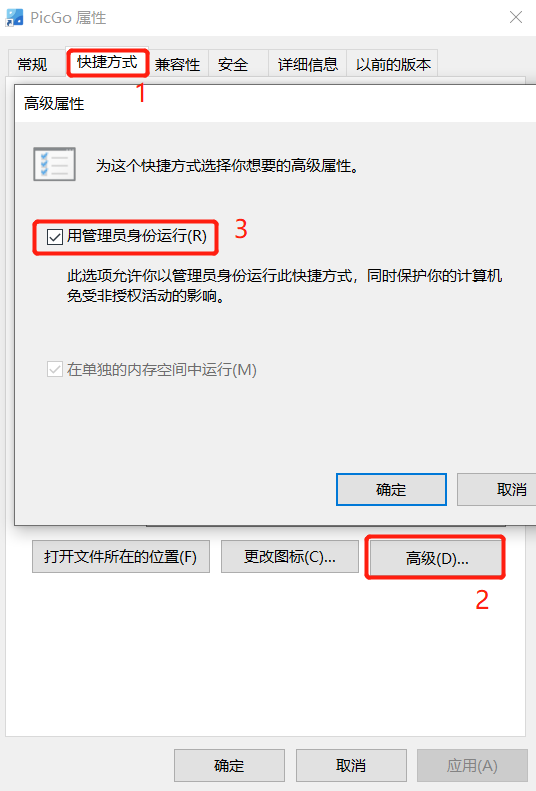 PicGo 属性
常规 快捷方式 兼容性 安全 详细信息 以前的版本
1
高级属性
为这个快捷方式选择你想要的高级属性。
用管理员身份运行(R)
3
此选项允许你以管理员身份运行此快捷方式，同时保护你的计算机
免受非授权活动的影响。
在单独的内存空间中运行(M)
确定 取消
打开文件所在的位置(F) 更改图标(C)... 高级(D)...
2
确定 取消 应用(A)